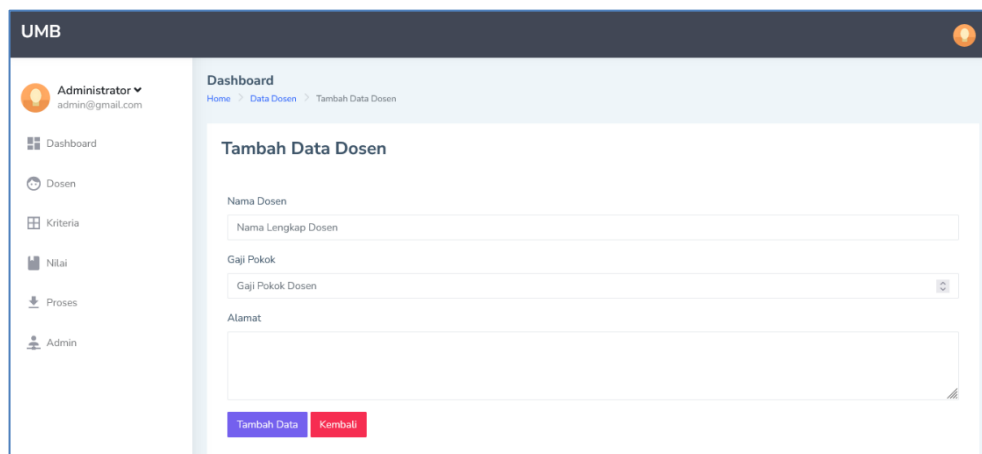 UMB
Administrator
admin@gmail.com
Dashboard
Dosen
Kriteria
Nilai
Proses
Admin
Dashboard
Home > Data Dosen > Tambah Data Dosen
Tambah Data Dosen
Nama Dosen
Nama Lengkap Dosen
Gaji Pokok
Gaji Pokok Dosen
Alamat
Tambah Data Kembali